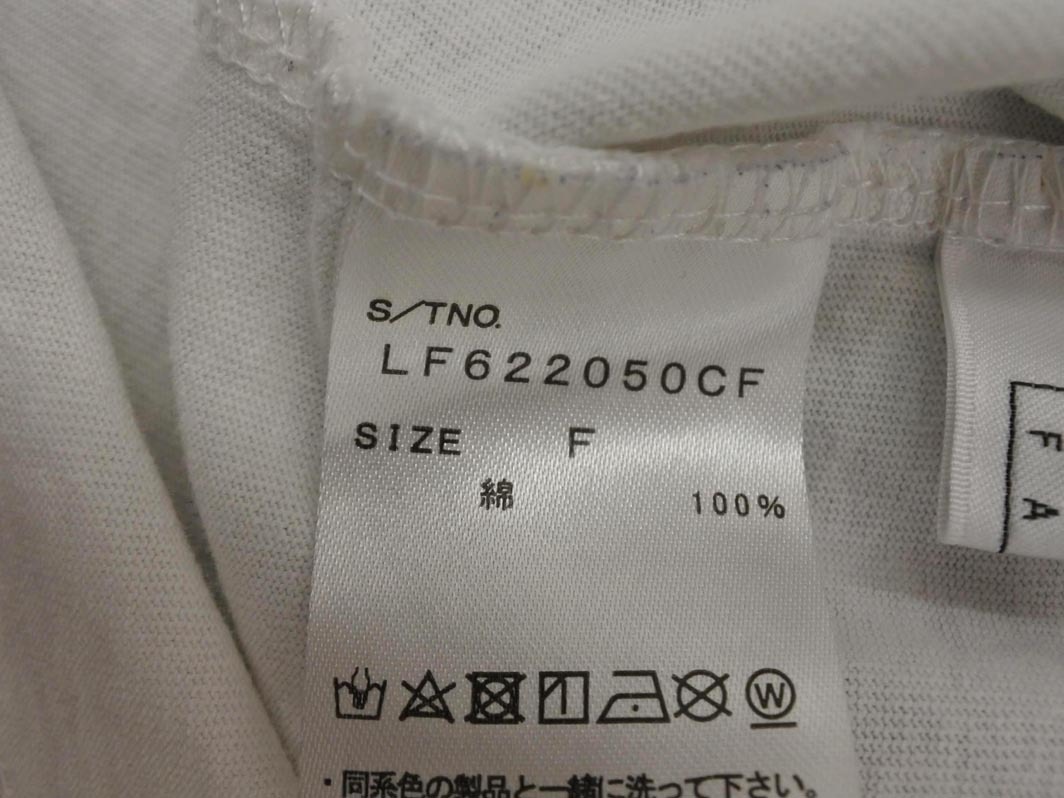 S/TNO.
LF622050CF
SIZE F
綿 100%
W
・同系色の製品と一緒に洗って下さい。
F
A